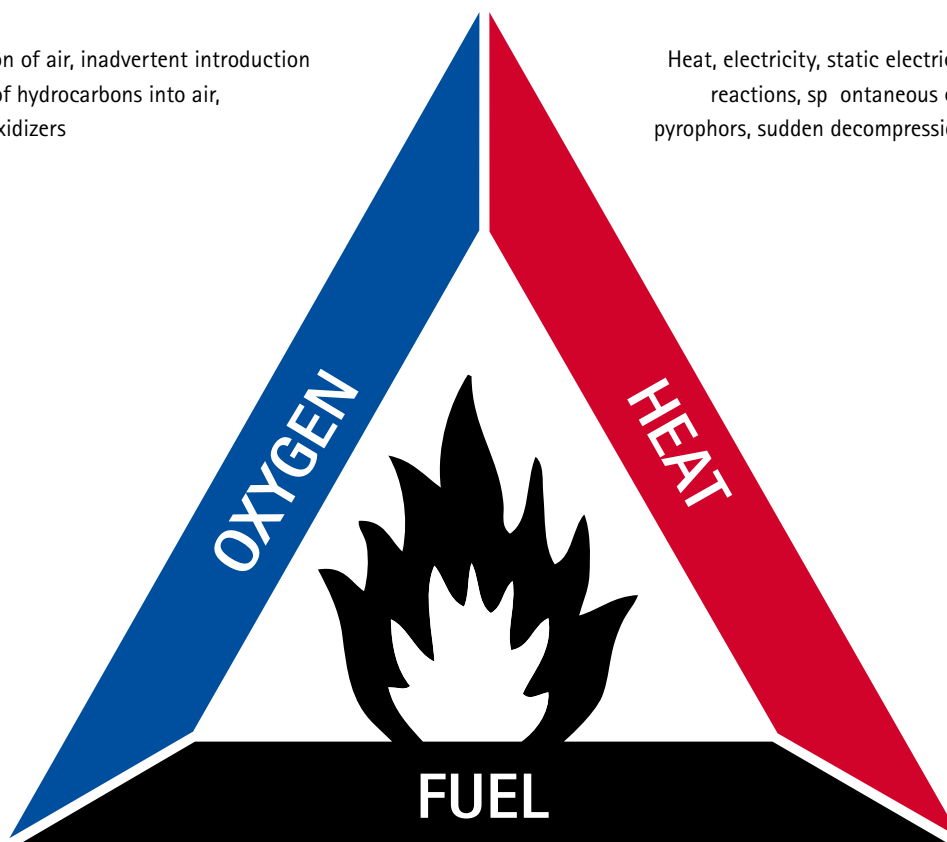 on of air, inadvertent introduction
of hydrocarbons into air,
xidizers
Heat, electricity, static electric
reactions, sp ontaneous
pyrophors, sudden decompressi
OXYGEN
HEAT
FUEL